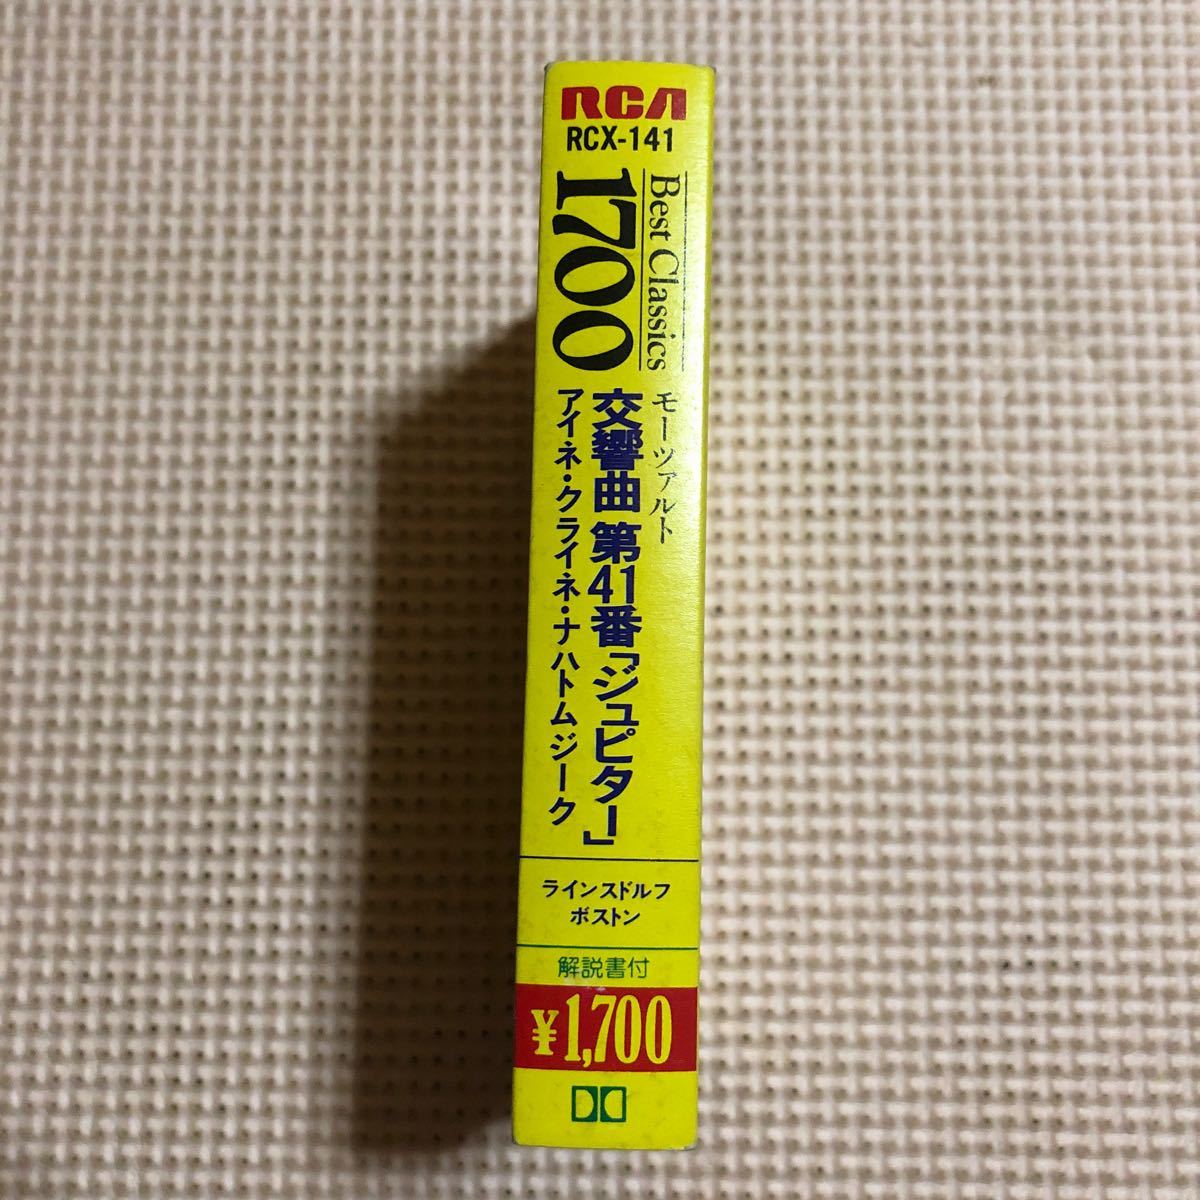 RCA
RCX-141
Best Classics
1700
モーツァルト
交響曲 第41番「ジュピター」
アイネ・クライネ・ナハトムジーク
ラインスドルフ
ボストン
解説書付
¥1,700